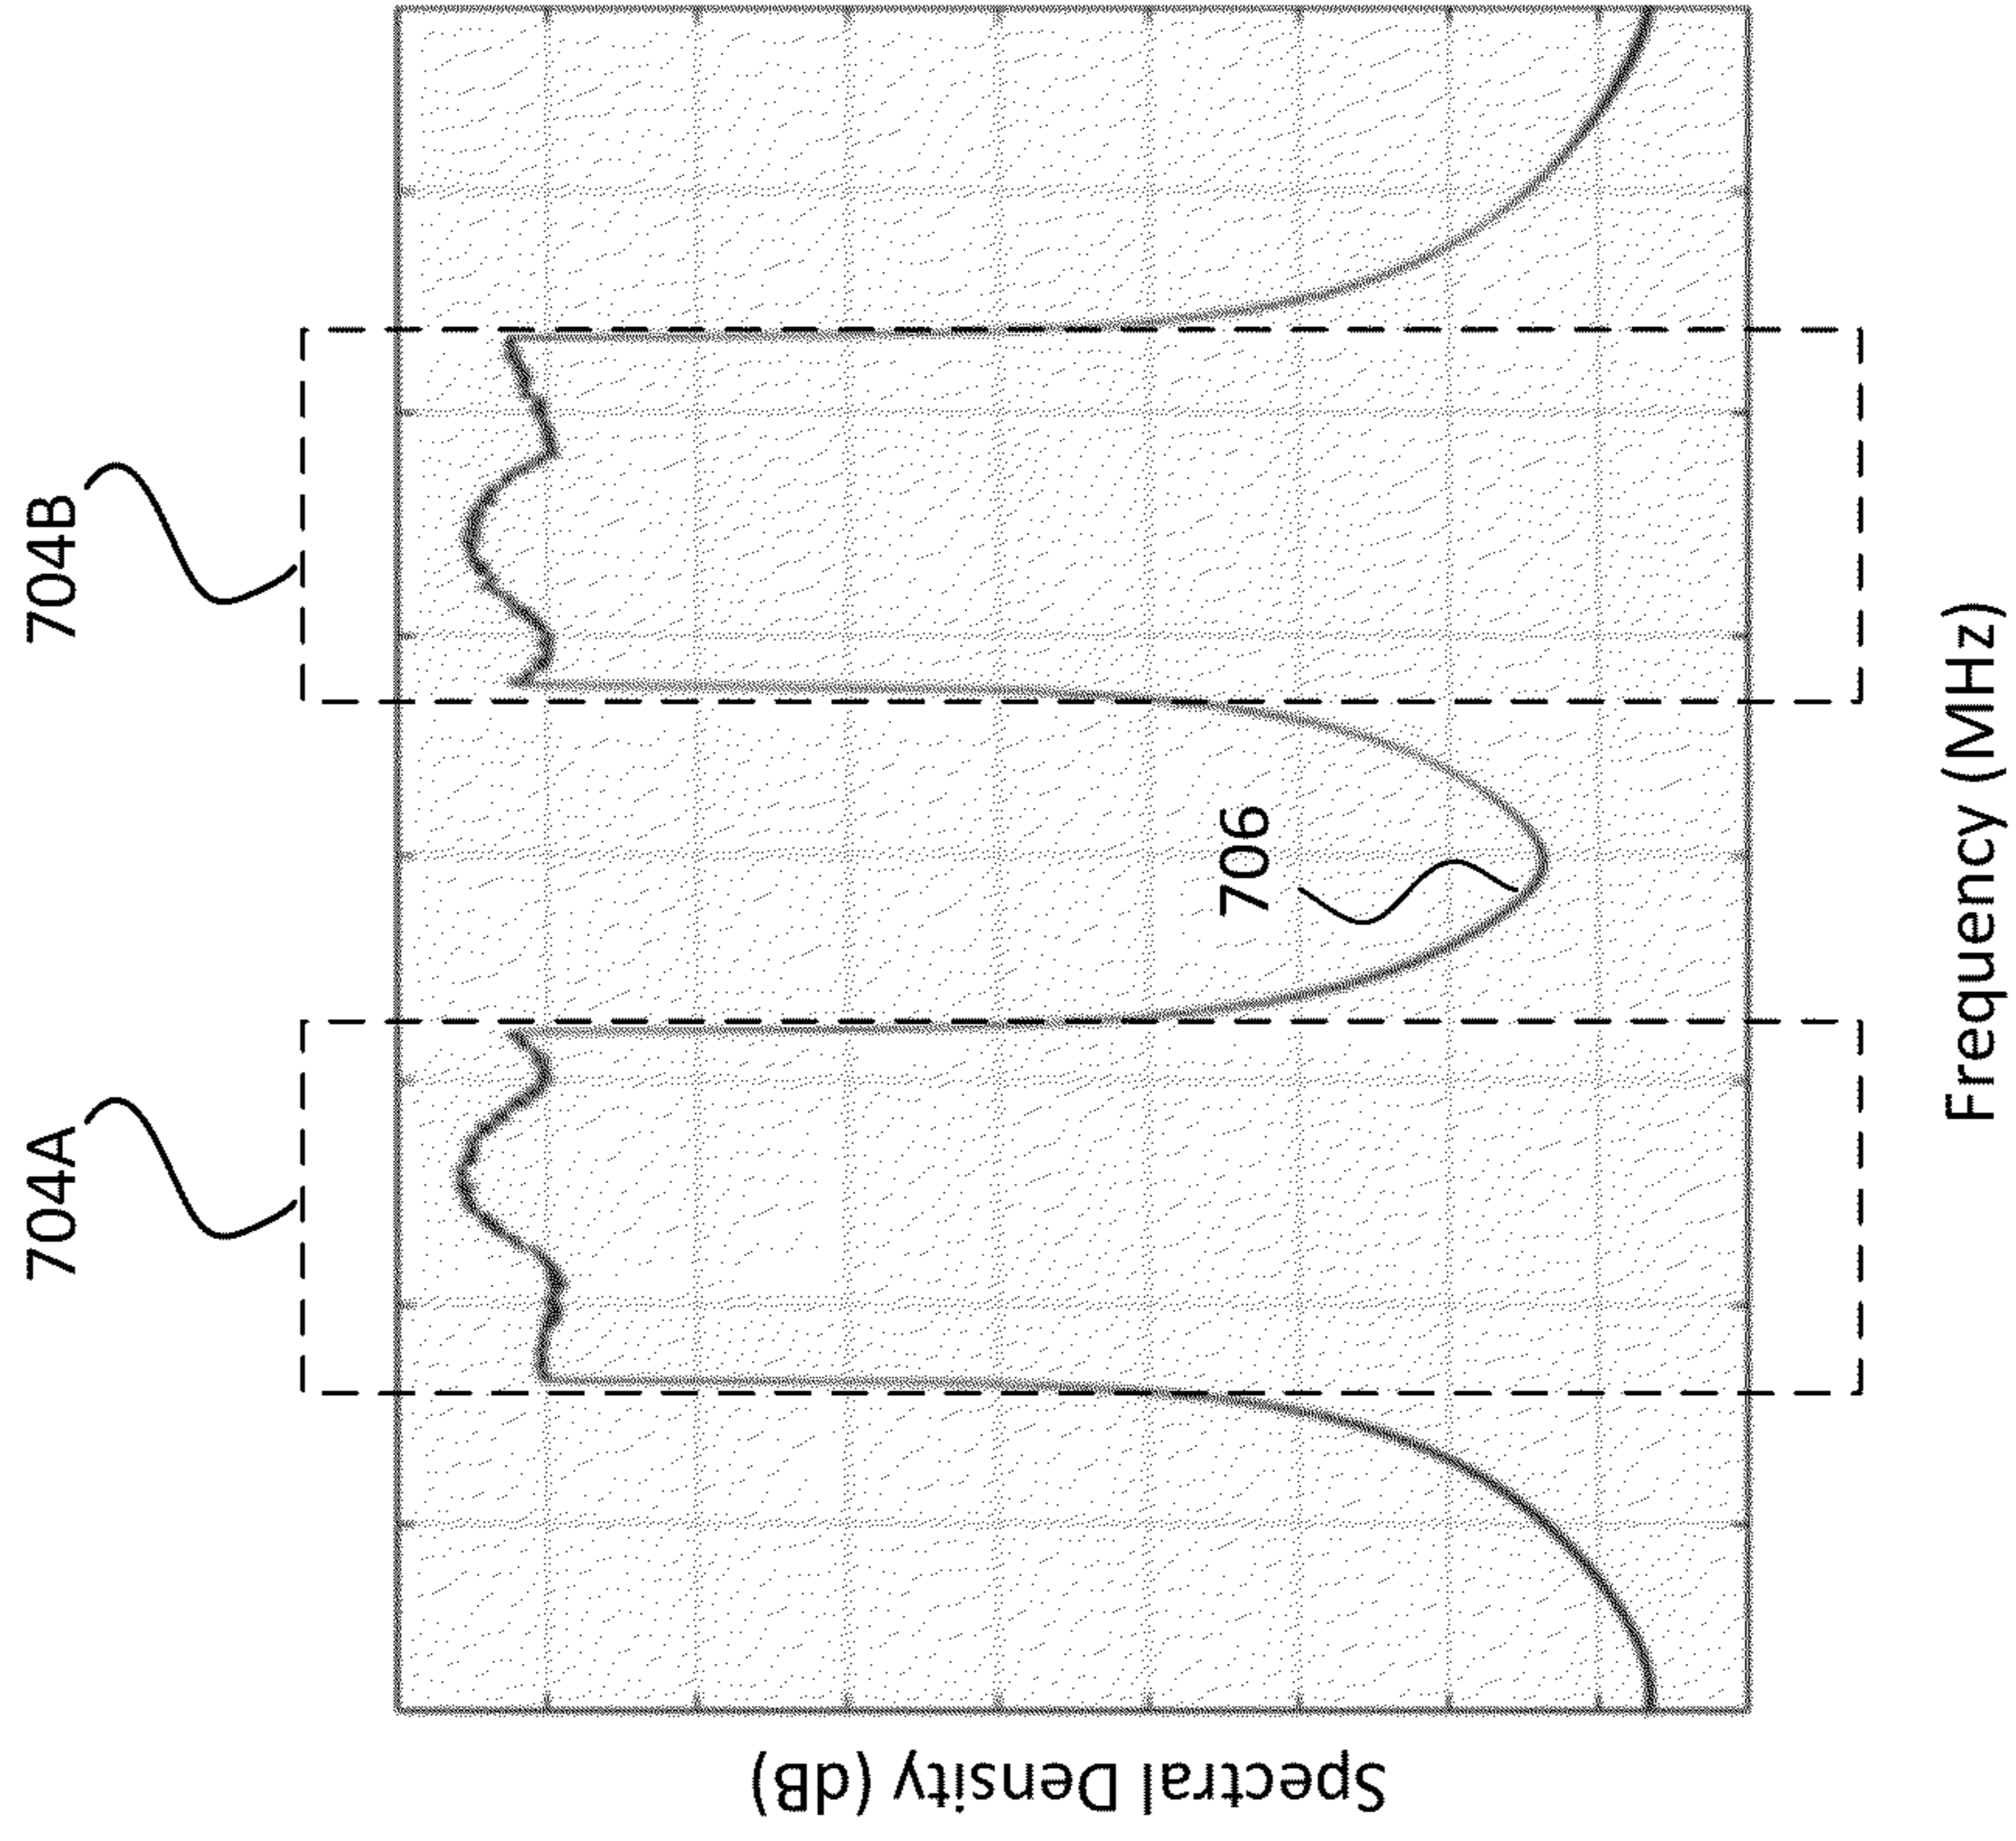 704A
704B
706
Spectral Density (dB)
Frequency (MHz)